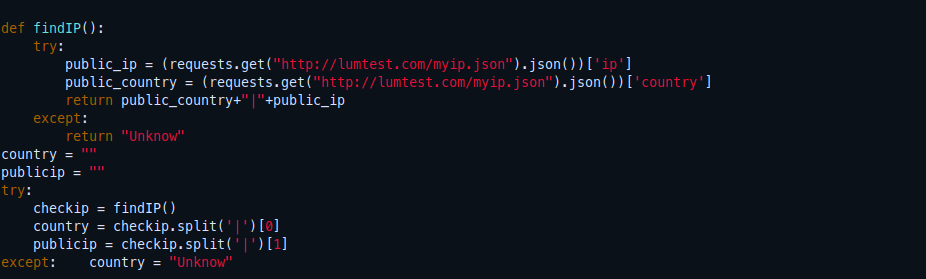 def findIP():
    try:
        public_ip = (requests.get("http://lumtest.com/myip.json").json())['ip']
        public_country = (requests.get("http://lumtest.com/myip.json").json())['country']
        return public_country+"|"+public_ip
    except:
        return "Unknow"
country = ""
publicip = ""
try:
    checkip = findIP()
    country = checkip.split('|')[0]
    publicip = checkip.split('|')[1]
except:    country = "Unknow"